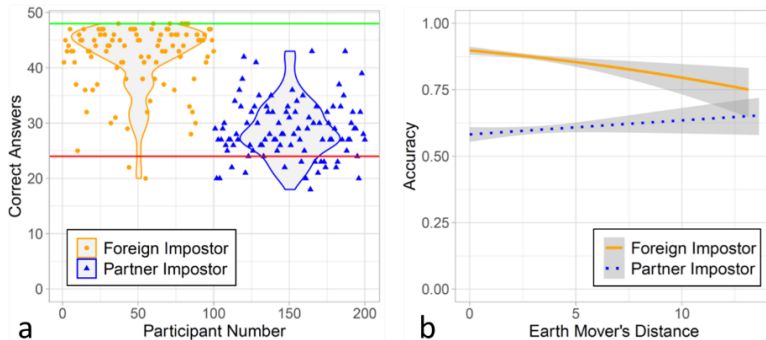 50
40
30
20
10
0
Correct Answers
Foreign Impostor
Partner Impostor
0 50 100 150 200
Participant Number
a
1.00
0.75
0.50
0.25
0.00
Accuracy
Foreign Impostor
Partner Impostor
0 5 10
Earth Mover's Distance
b